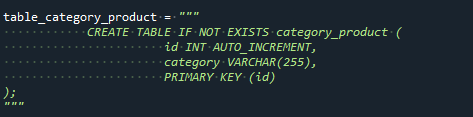 table_category_product = """
            CREATE TABLE IF NOT EXISTS category_product (
                      id INT AUTO_INCREMENT,
                      category VARCHAR(255),
                      PRIMARY KEY (id)
);
"""